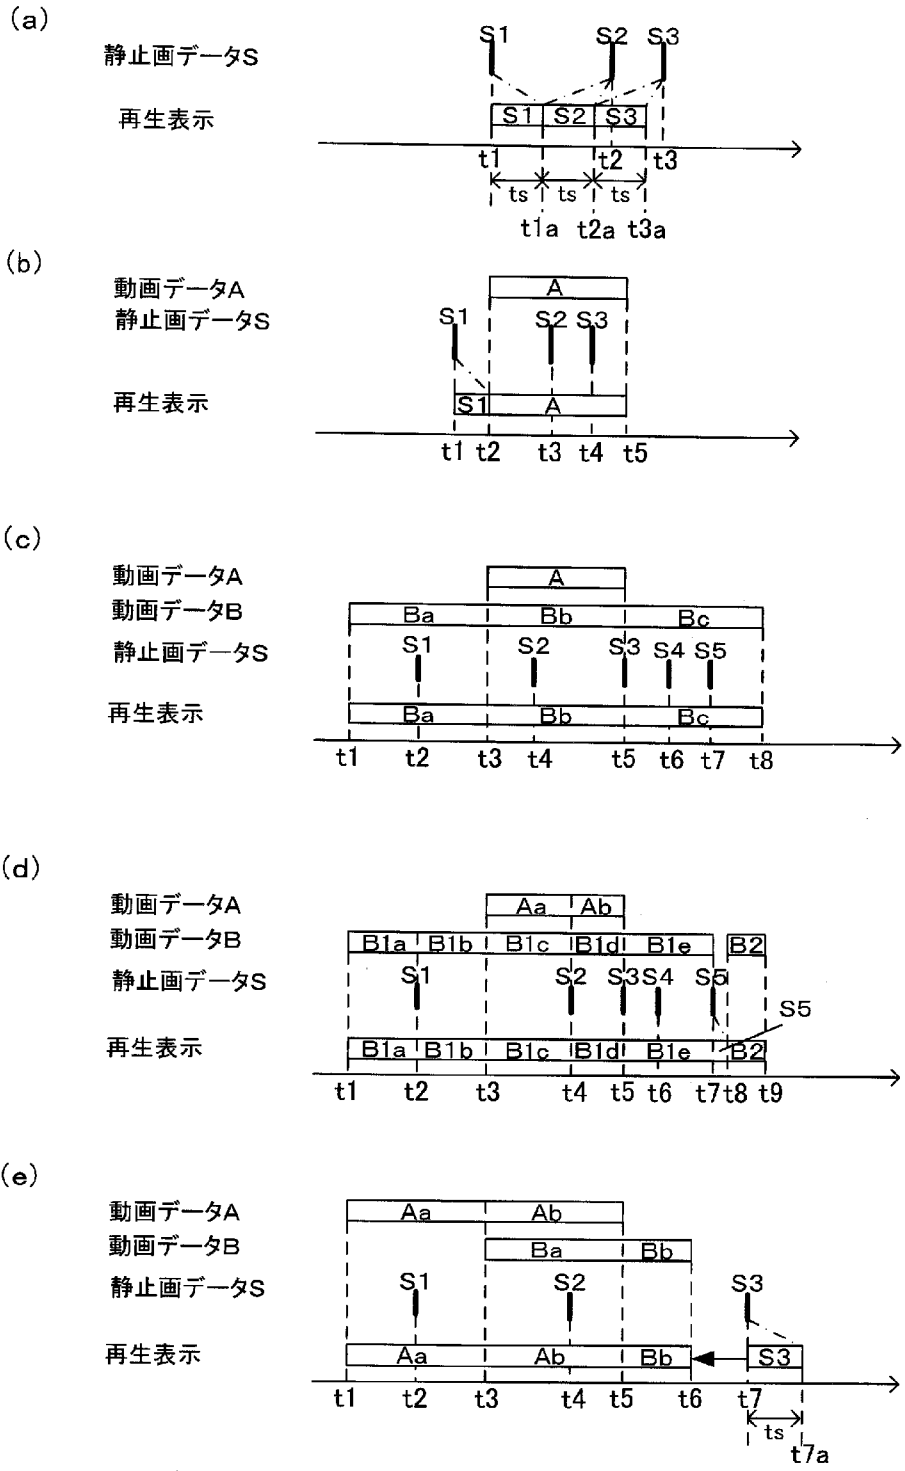 (a)
静止画データS S1 S2 S3
再生表示 S1 S2 S3
t1 t2 t3
ts ts ts
t1a t2a t3a
(b)
動画データA A
静止画データS S1 S2 S3
再生表示 S1 A
t1 t2 t3 t4 t5
(c)
動画データA A
動画データB Ba Bb Bc
静止画データS S1 S2 S3 S4 S5
再生表示 Ba Bb Bc
t1 t2 t3 t4 t5 t6 t7 t8
(d)
動画データA Aa Ab
動画データB B1a B1b B1c B1d B1e B2
静止画データS S1 S2 S3 S4 S5
S5
再生表示 B1a B1b B1c B1d B1e B2
t1 t2 t3 t4 t5 t6 t7 t8 t9
(e)
動画データA Aa Ab
動画データB Ba Bb
静止画データS S1 S2 S3
再生表示 Aa Ab Bb S3
t1 t2 t3 t4 t5 t6 t7
ts
t7a